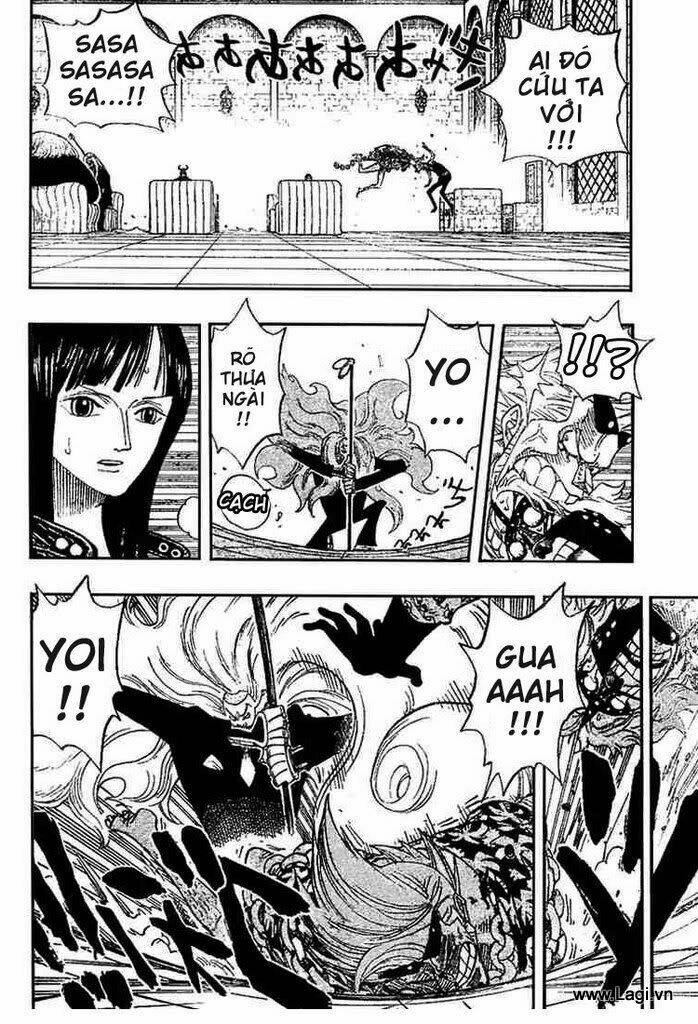 AI ĐÓ
CỨU TA
VỚI
!!!
SASA
SASASA
SA...!!
!!?
YO
...
RÕ
THƯA
NGÀI
!!
CẠCH
GUA
AAAH
!!!
YOI
!!
www.Lagi.vn